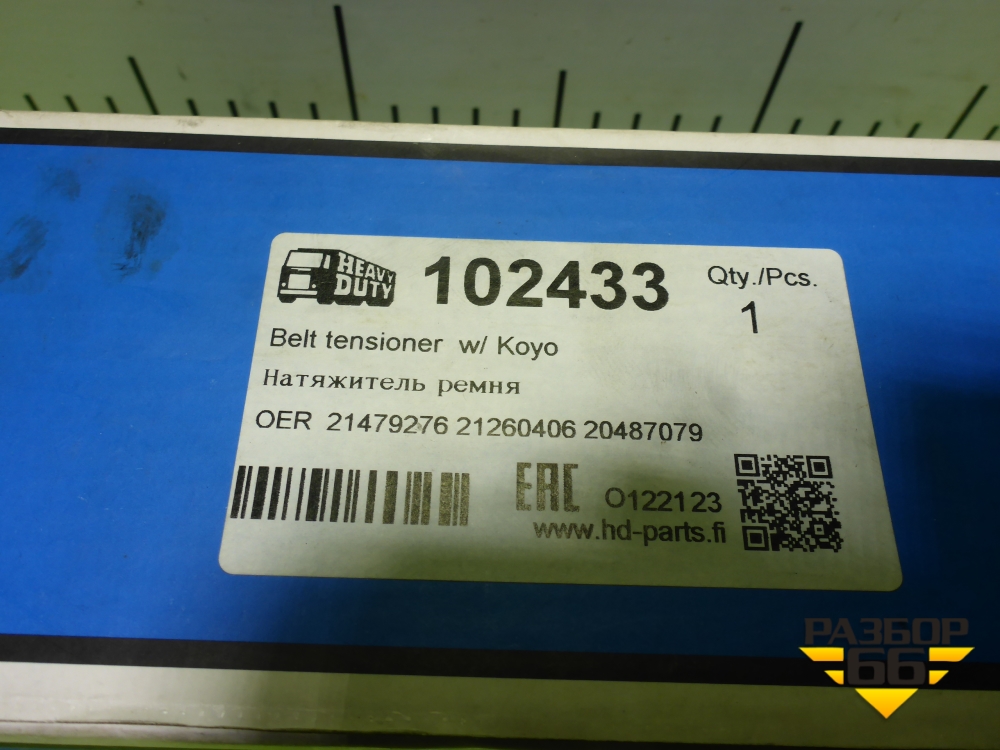 HEAVY
DUTY
102433
Qty./Pcs.
1
Belt tensioner w/ Koyo
Натяжитель ремня
OER 21479276 21260406 20487079
EAC
O122123
www.hd-parts.fi
РАЗБОР
66